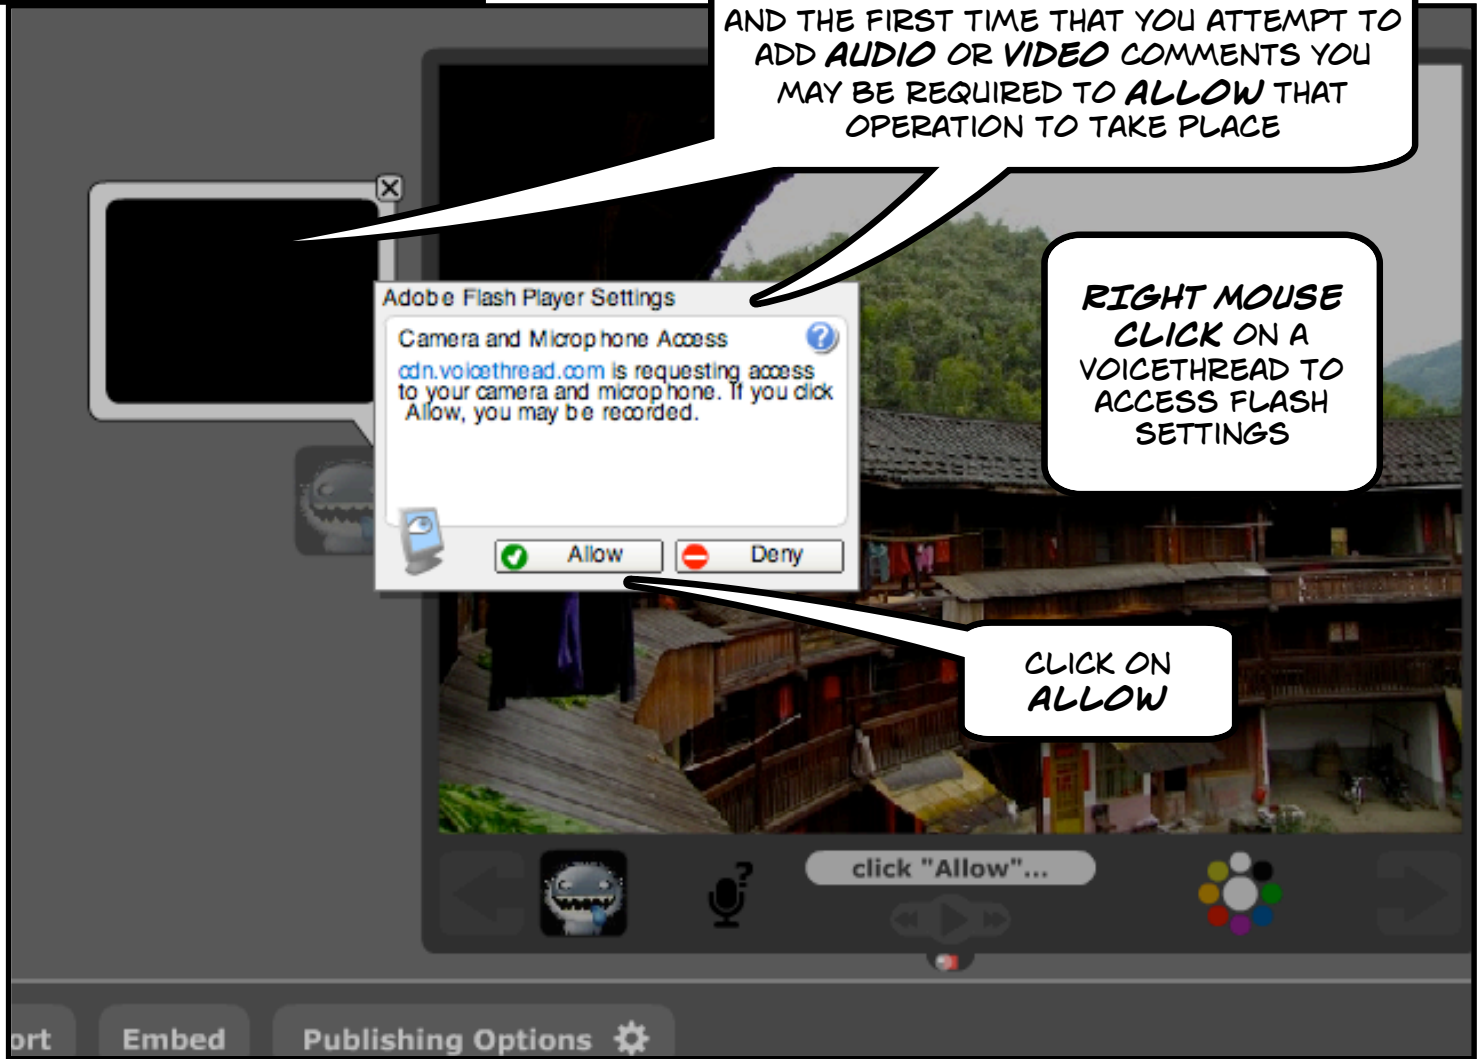 AND THE FIRST TIME THAT YOU ATTEMPT TO
ADD AUDIO OR VIDEO COMMENTS YOU
MAY BE REQUIRED TO ALLOW THAT
OPERATION TO TAKE PLACE
Adobe Flash Player Settings
Camera and Microphone Access
cdn.voicethread.com is requesting access
to your camera and microphone. If you click
Allow, you may be recorded.
Allow
Deny
RIGHT MOUSE
CLICK ON A
VOICETHREAD TO
ACCESS FLASH
SETTINGS
CLICK ON
ALLOW
click "Allow"...
ort
Embed
Publishing Options